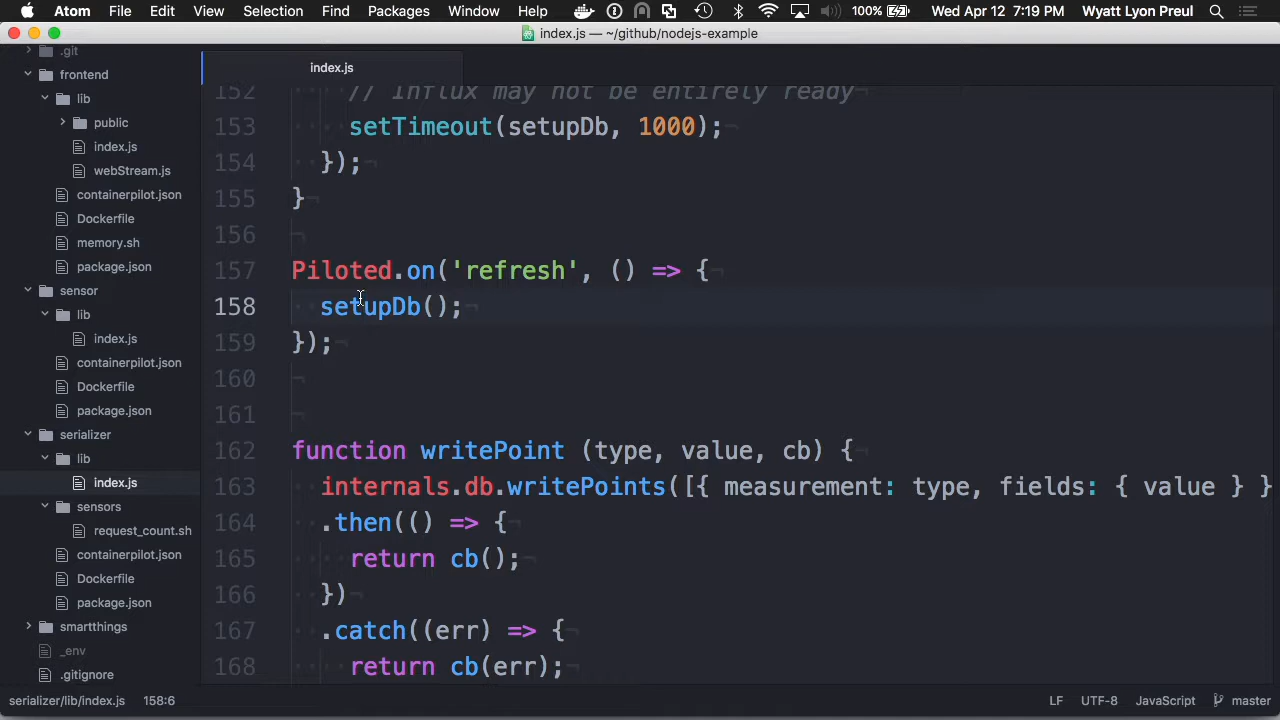 Atom File Edit View Selection Find Packages Window Help 100% Wed Apr 12 7:19 PM Wyatt Lyon Preul
index.js — ~/github/nodejs-example
.git
frontend
lib
public
index.js
webStream.js
containerpilot.json
Dockerfile
memory.sh
package.json
sensor
lib
index.js
containerpilot.json
Dockerfile
package.json
serializer
lib
index.js
sensors
request_count.sh
containerpilot.json
Dockerfile
package.json
smartthings
_env
.gitignore
index.js
152 // Influx may not be entirely ready
153 setTimeout(setupDb, 1000);
154 });
155 }
156
157 Piloted.on('refresh', () => {
158 setupDb();
159 });
160
161
162 function writePoint (type, value, cb) {
163 internals.db.writePoints([{ measurement: type, fields: { value } }
164 .then(() => {
165 return cb();
166 })
167 .catch((err) => {
168 return cb(err);
serializer/lib/index.js 158:6 LF UTF-8 JavaScript master